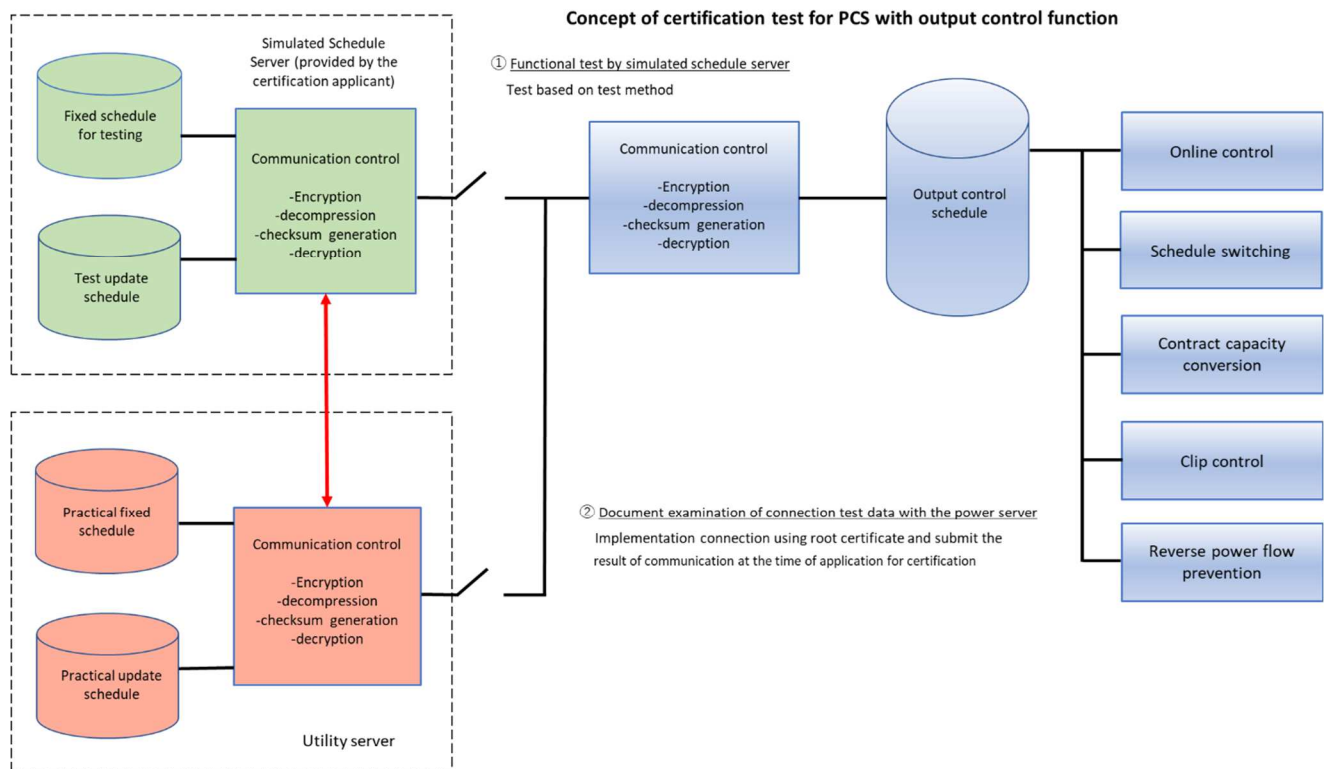 Concept of certification test for PCS with output control function
Simulated Schedule
Server (provided by the
certification applicant)
Fixed schedule
for testing
Test update
schedule
Communication control
-Encryption
-decompression
-checksum generation
-decryption
① Functional test by simulated schedule server
Test based on test method
Communication control
-Encryption
-decompression
-checksum generation
-decryption
Output control
schedule
Online control
Schedule switching
Contract capacity
conversion
Clip control
Reverse power flow
prevention
Practical fixed
schedule
Practical update
schedule
Communication control
-Encryption
-decompression
-checksum generation
-decryption
Utility server
② Document examination of connection test data with the power server
Implementation connection using root certificate and submit the
result of communication at the time of application for certification